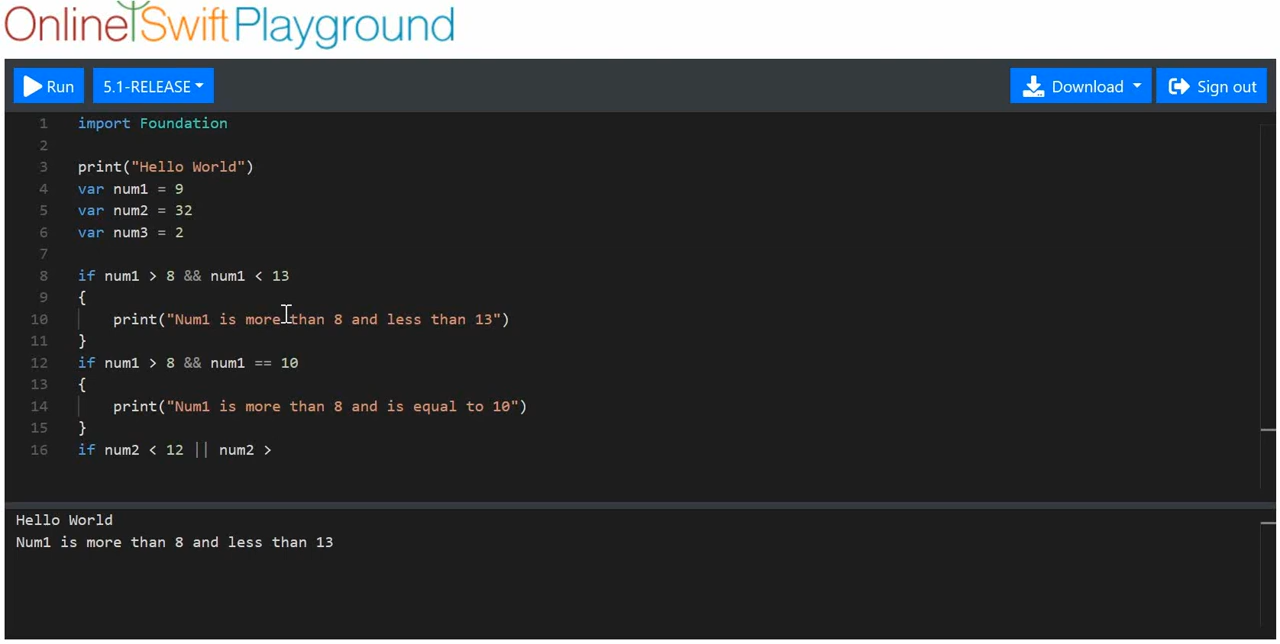 Online Swift Playground
Run 5.1-RELEASE Download Sign out
1 import Foundation
2
3 print("Hello World")
4 var num1 = 9
5 var num2 = 32
6 var num3 = 2
7
8 if num1 > 8 && num1 < 13
9 {
10 print("Num1 is more than 8 and less than 13")
11 }
12 if num1 > 8 && num1 == 10
13 {
14 print("Num1 is more than 8 and is equal to 10")
15 }
16 if num2 < 12 || num2 >
Hello World
Num1 is more than 8 and less than 13